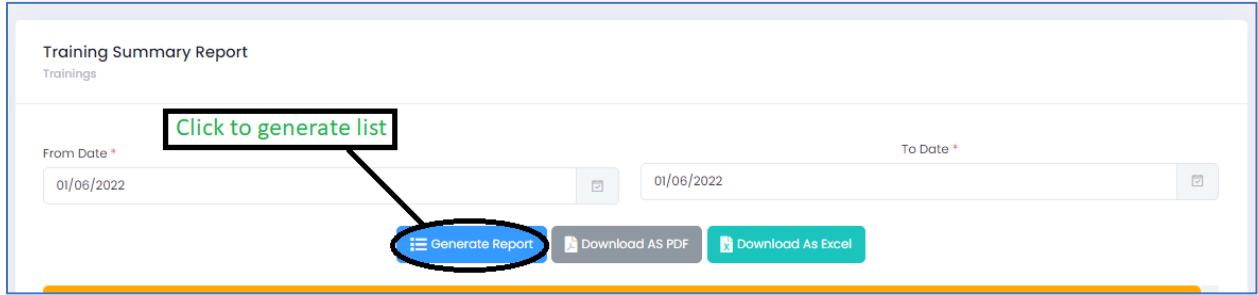 Training Summary Report
Trainings
Click to generate list
From Date *
To Date *
01/06/2022
01/06/2022
Generate Report
Download AS PDF
Download As Excel